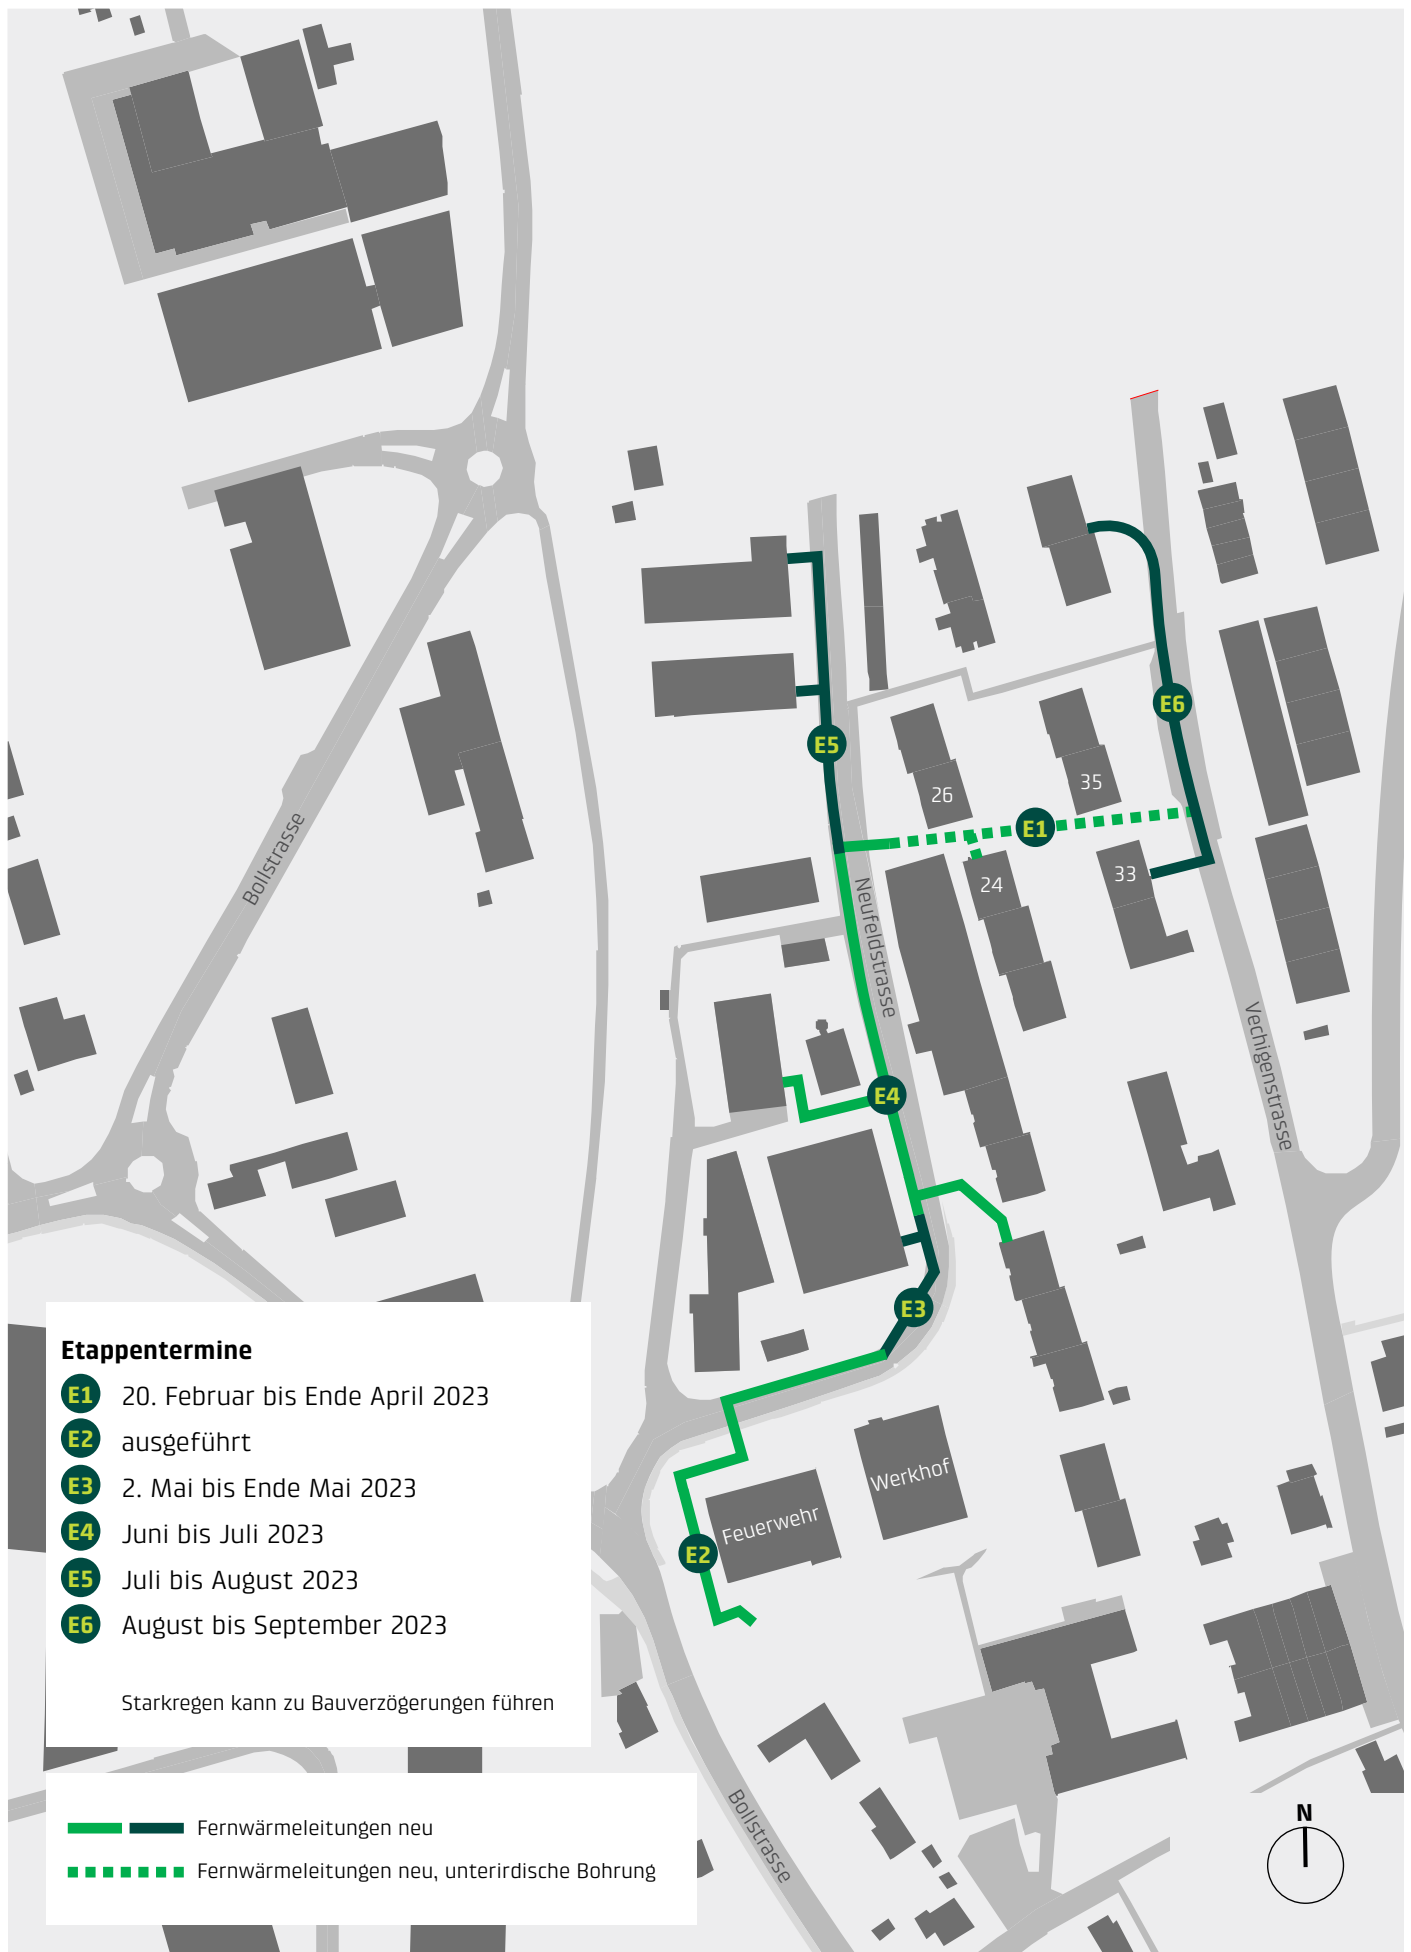 E5
E6
26
35
E1
24
33
Bollstrasse
Neufeldstrasse
E4
Vechigenstrasse
E3
Werkhof
Feuerwehr
E2
Etappentermine
E1 20. Februar bis Ende April 2023
E2 ausgeführt
E3 2. Mai bis Ende Mai 2023
E4 Juni bis Juli 2023
E5 Juli bis August 2023
E6 August bis September 2023
Starkregen kann zu Bauverzögerungen führen
Bollstrasse
Fernwärmeleitungen neu
Fernwärmeleitungen neu, unterirdische Bohrung
N